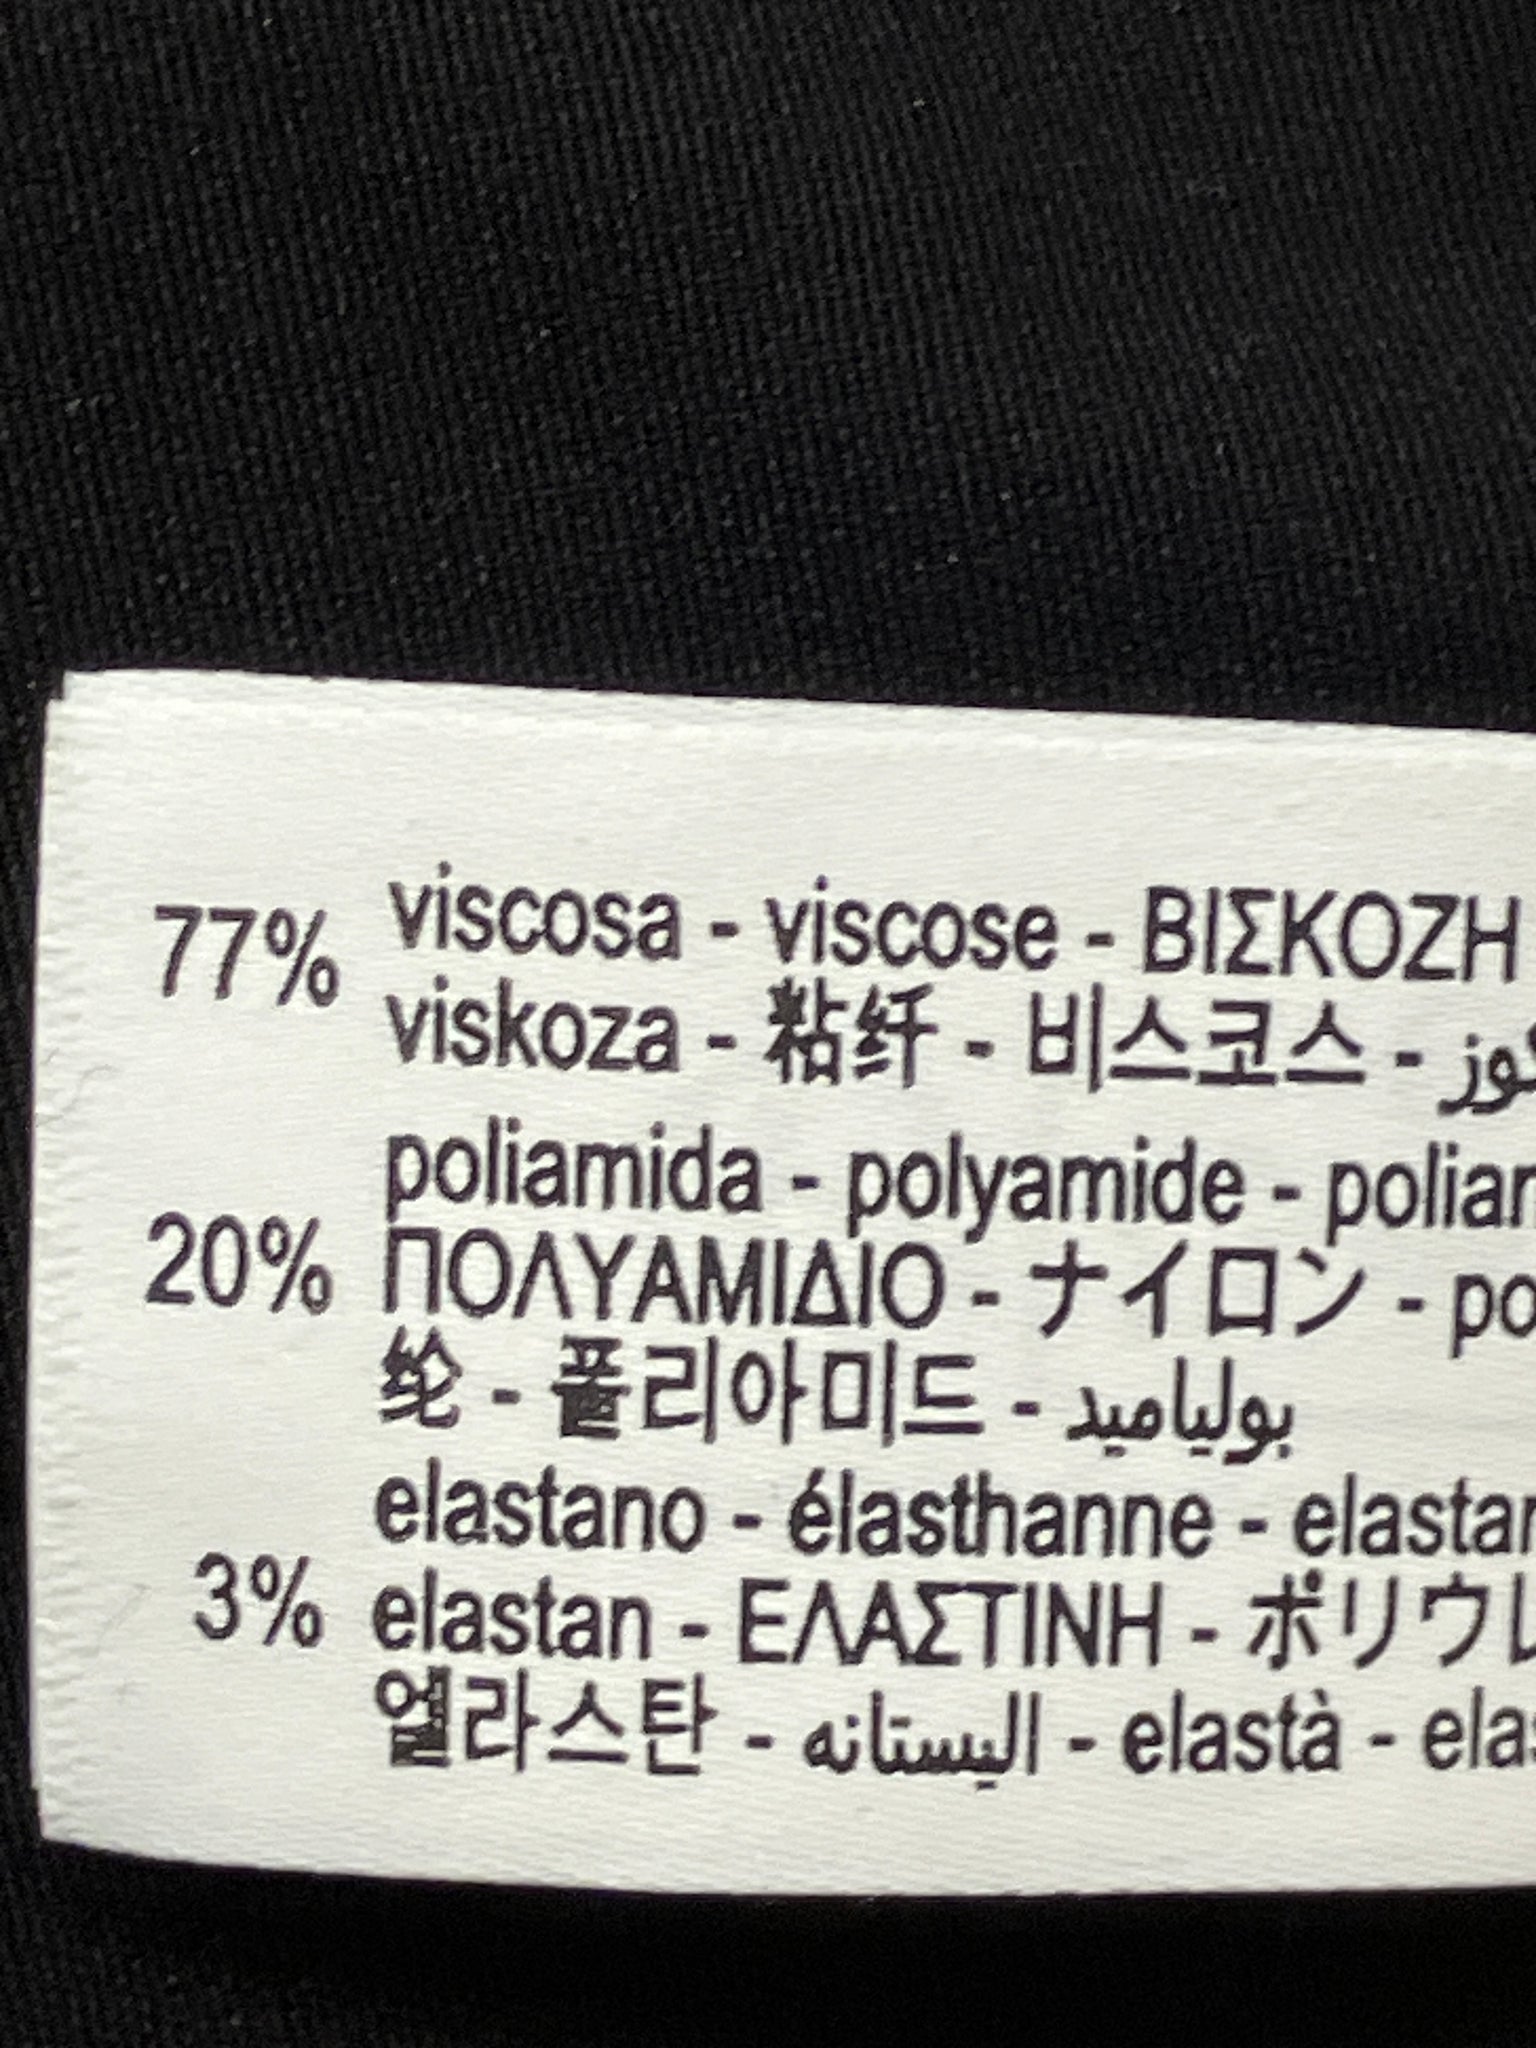 77% viscosa - viscose - ΒΙΣΚΟΖΗ
viskoza - 粘纤 - 비스코스 -
poliamida - polyamide -
20% ΠΟΛΥΑΜΙΔΙΟ - ナイロン -
纶 - 폴리아미드 - بولياميد
elastano - élasthanne -
3% elastan - ΕΛΑΣΤΙΝΗ -
엘라스탄 - اليستانه - elastà -